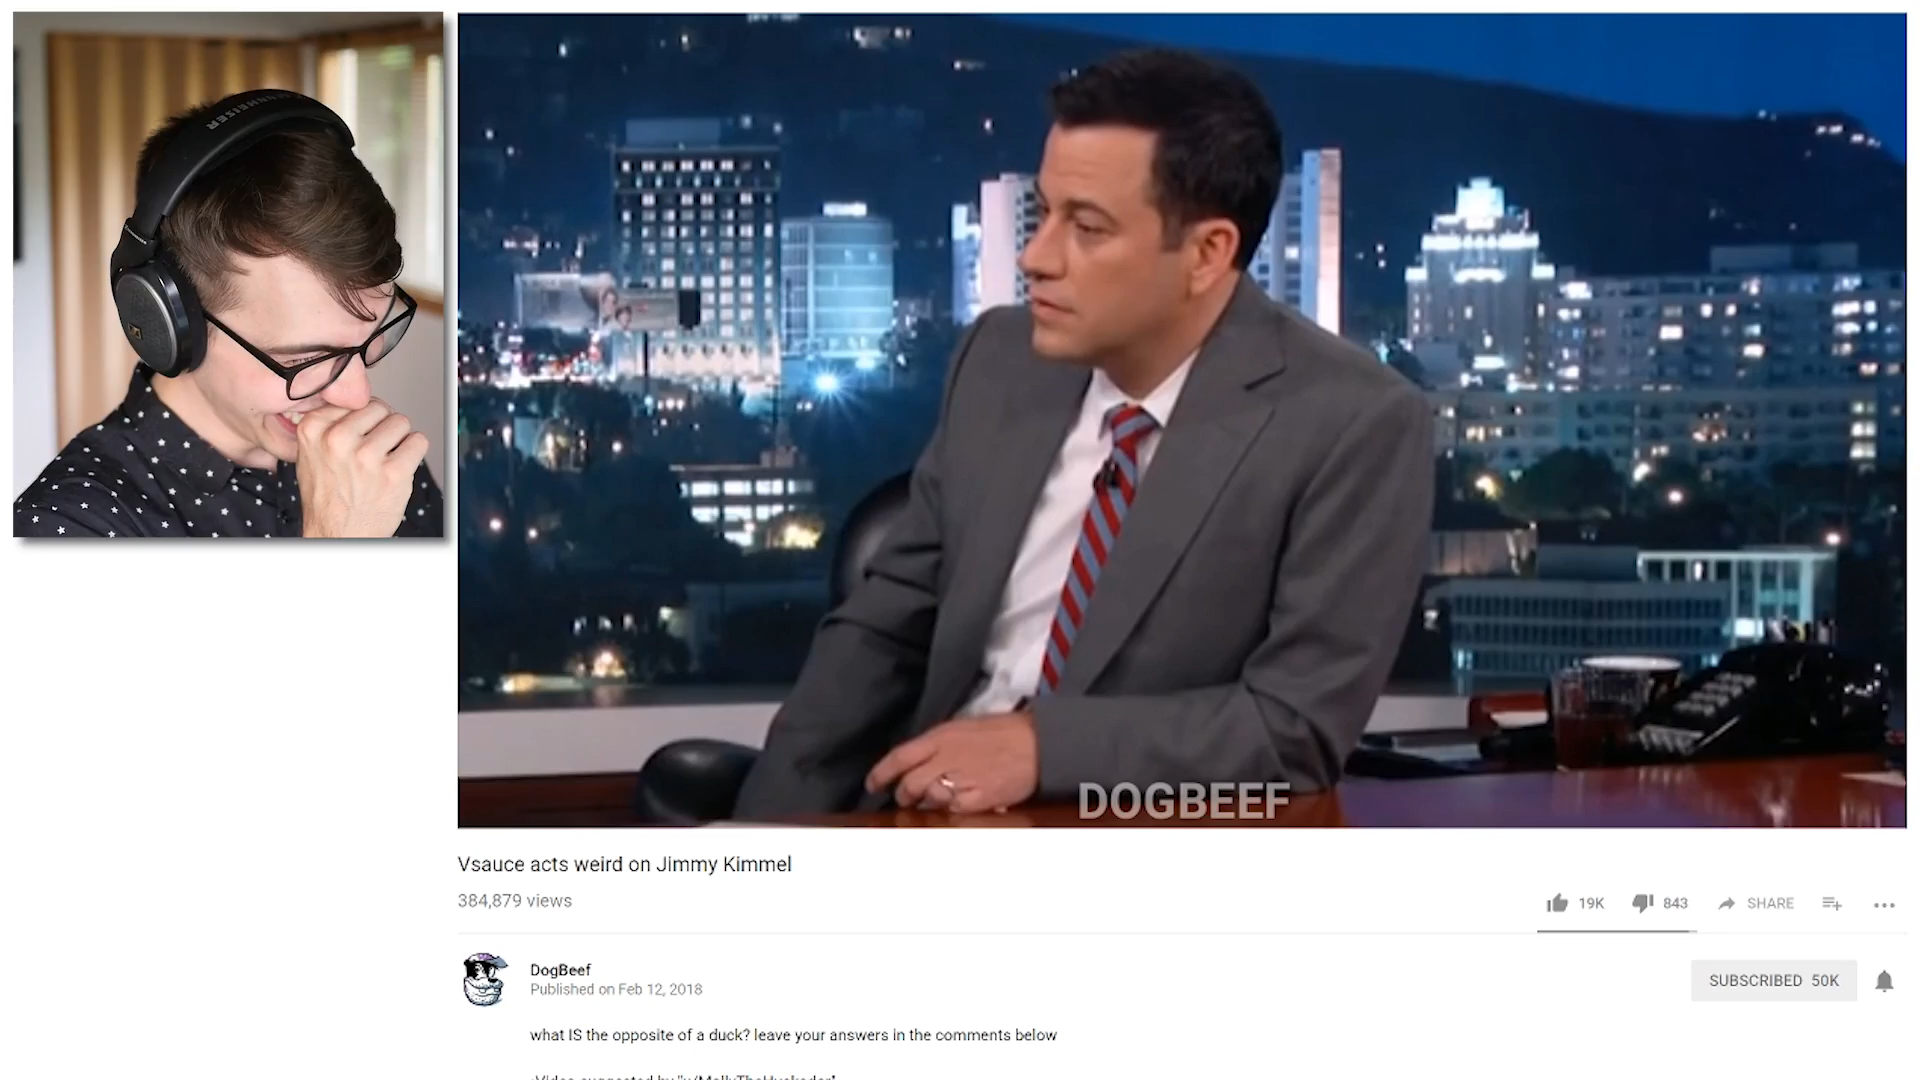 SENNHEISER
DOGBEEF
Vsauce acts weird on Jimmy Kimmel
384,879 views
19K
843
SHARE
DogBeef
Published on Feb 12, 2018
SUBSCRIBED 50K
what IS the opposite of a duck? leave your answers in the comments below